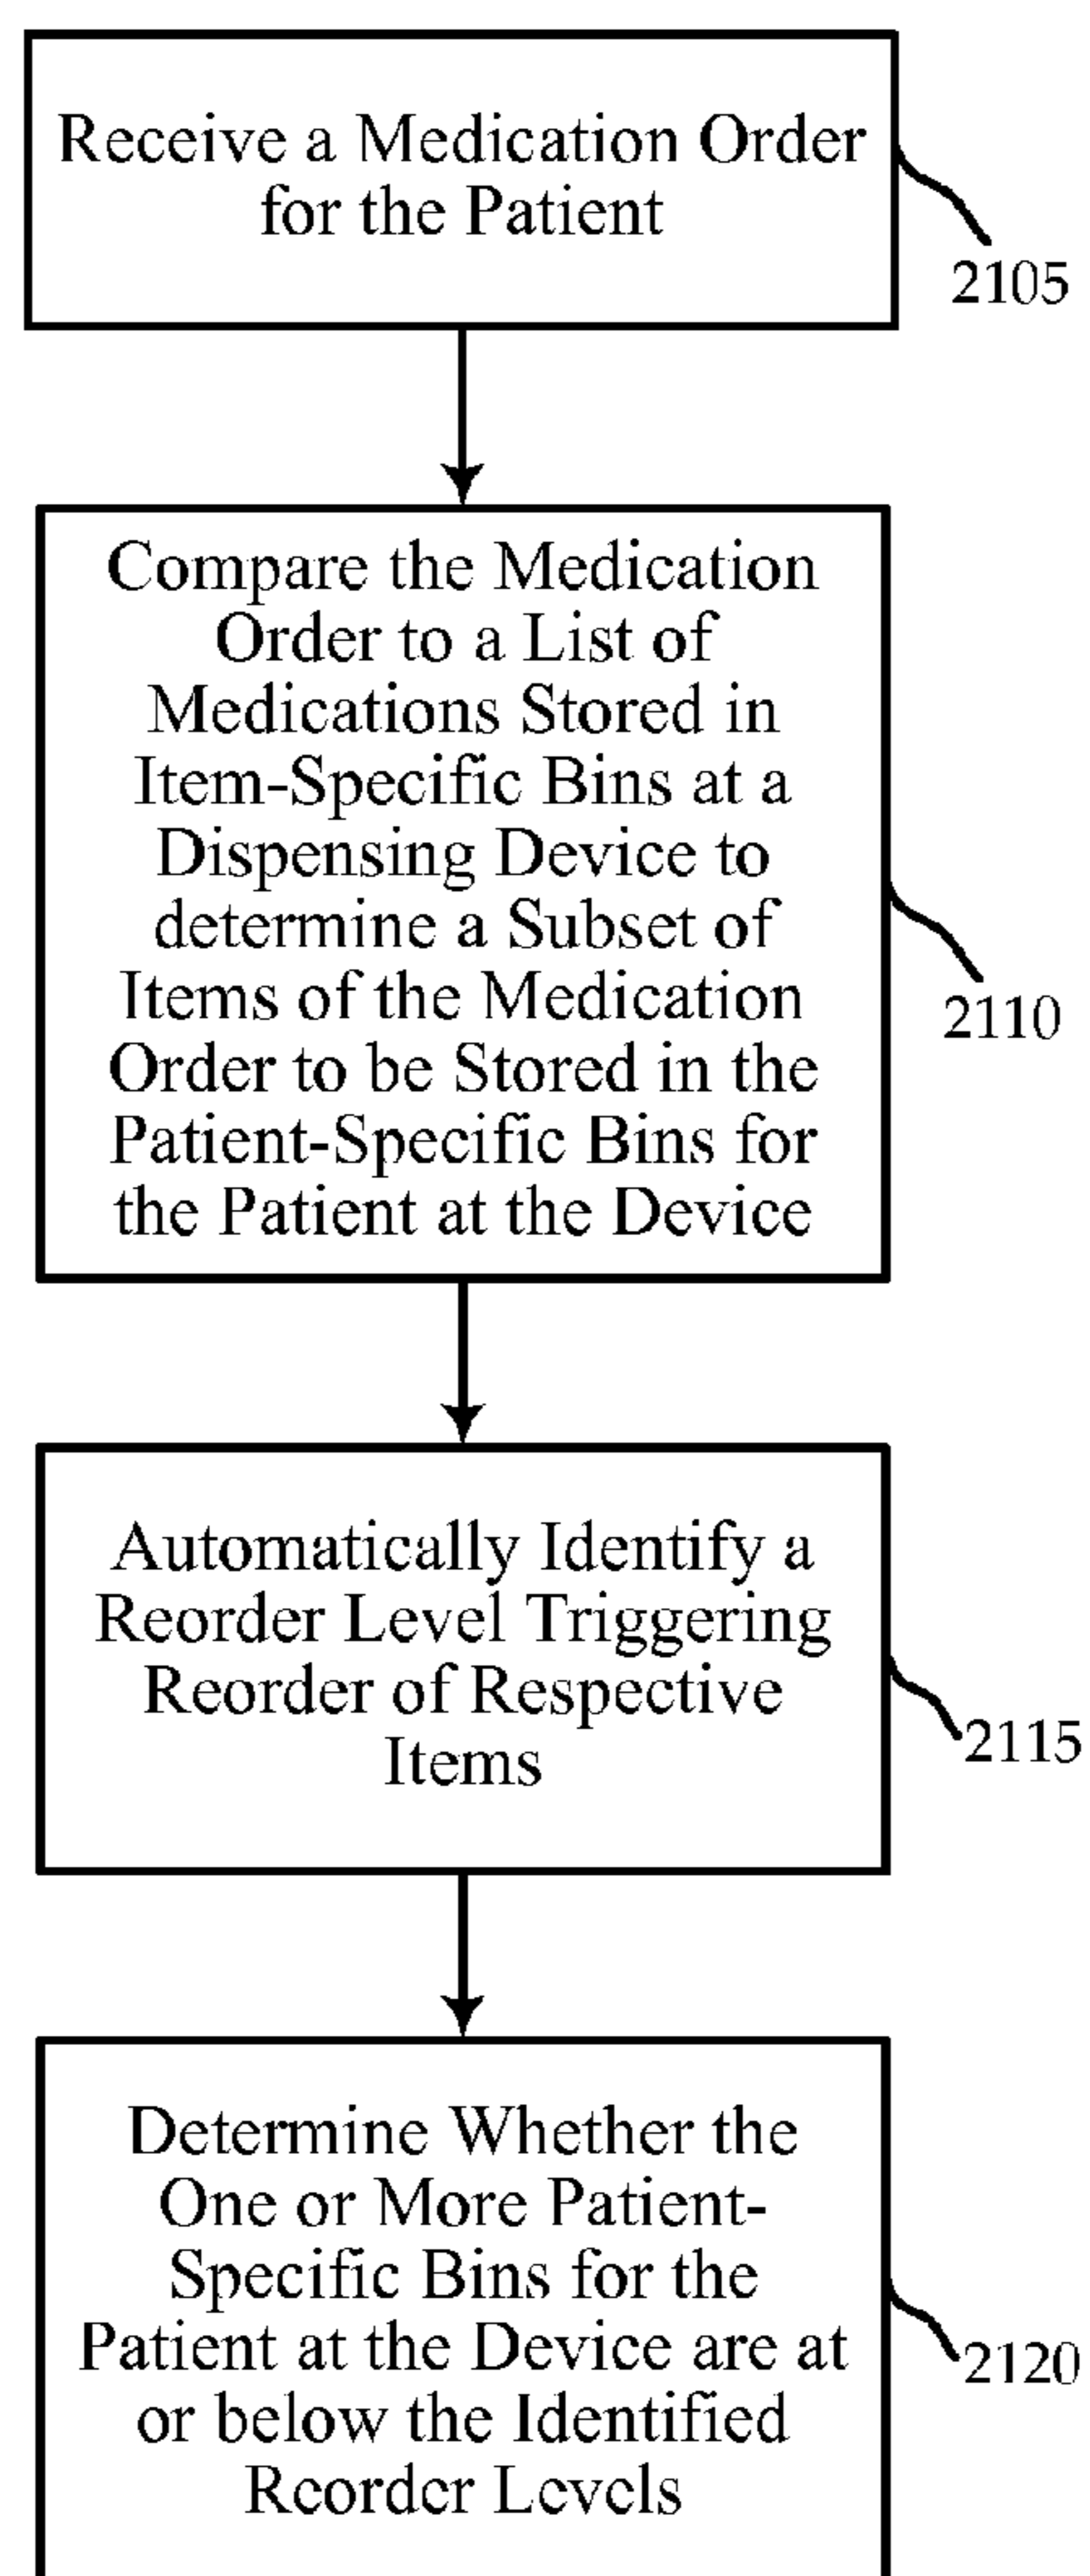 Receive a Medication Order
for the Patient
2105
Compare the Medication
Order to a List of
Medications Stored in
Item-Specific Bins at a
Dispensing Device to
determine a Subset of
Items of the Medication
Order to be Stored in the
Patient-Specific Bins for
the Patient at the Device
2110
Automatically Identify a
Reorder Level Triggering
Reorder of Respective
Items
2115
Determine Whether the
One or More Patient-
Specific Bins for the
Patient at the Device are at
or below the Identified
Reorder Levels
2120